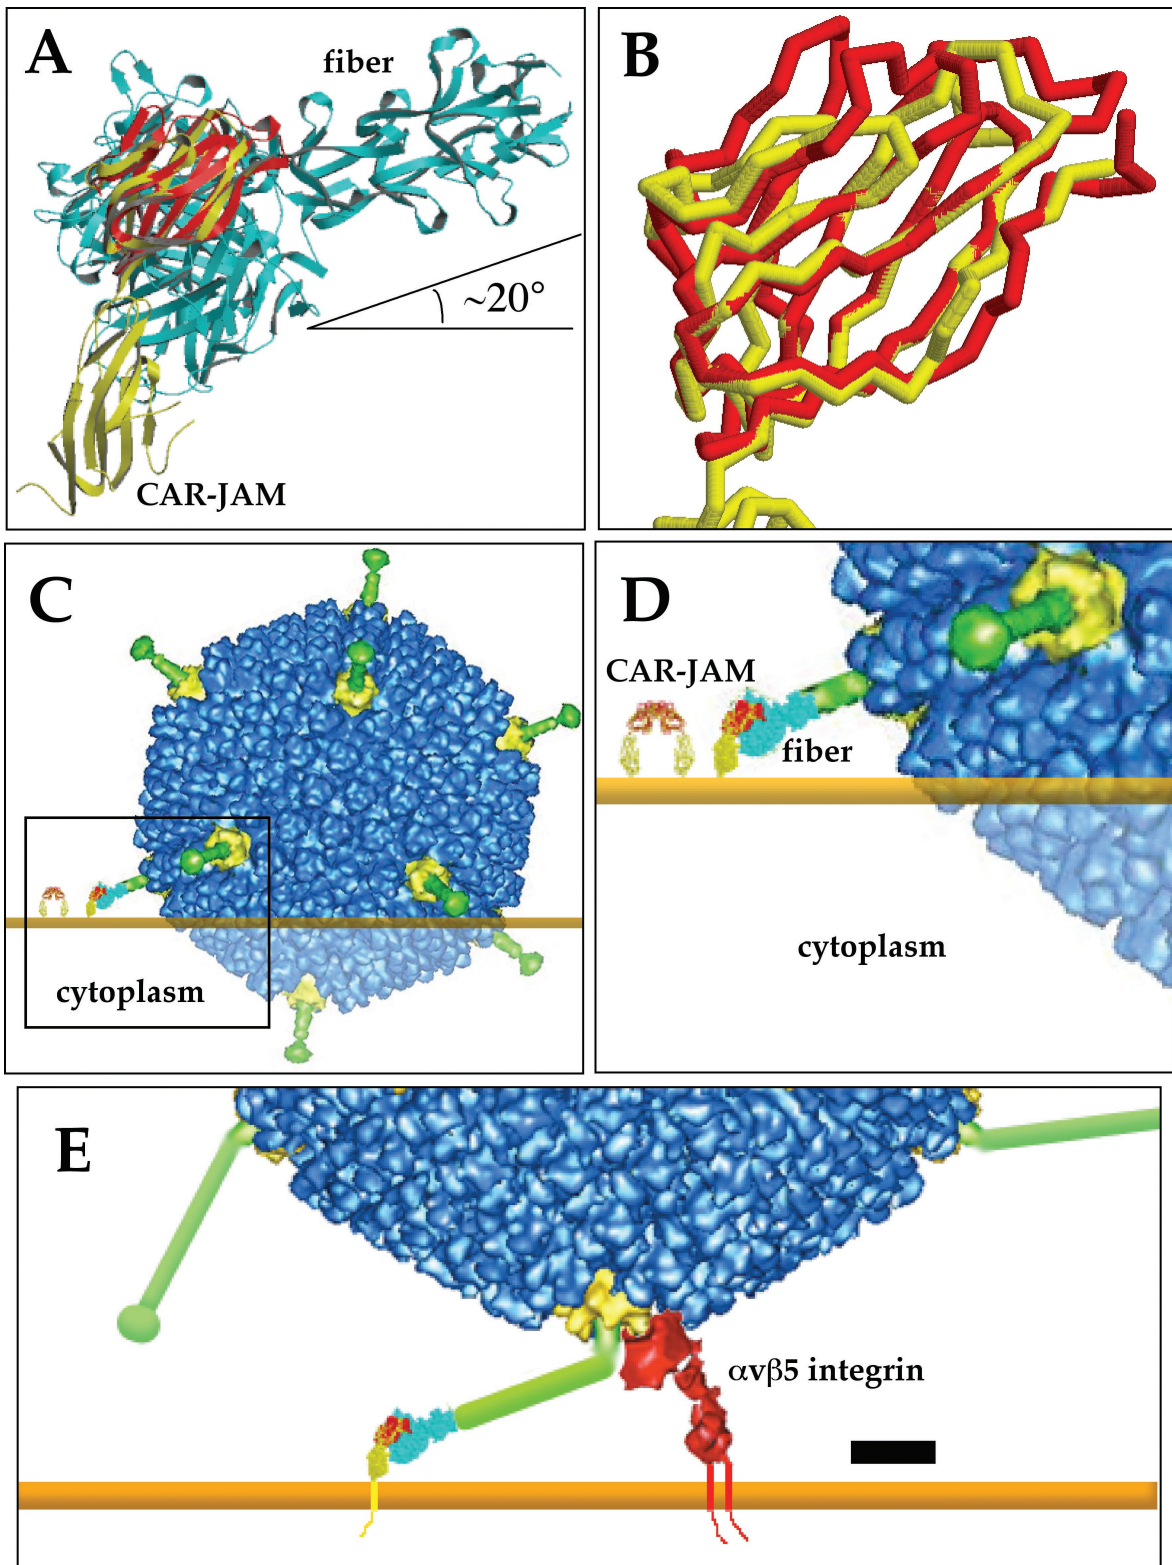 A
fiber
~20°
CAR-JAM
B
C
cytoplasm
D
CAR-JAM
fiber
cytoplasm
E
αvβ5 integrin